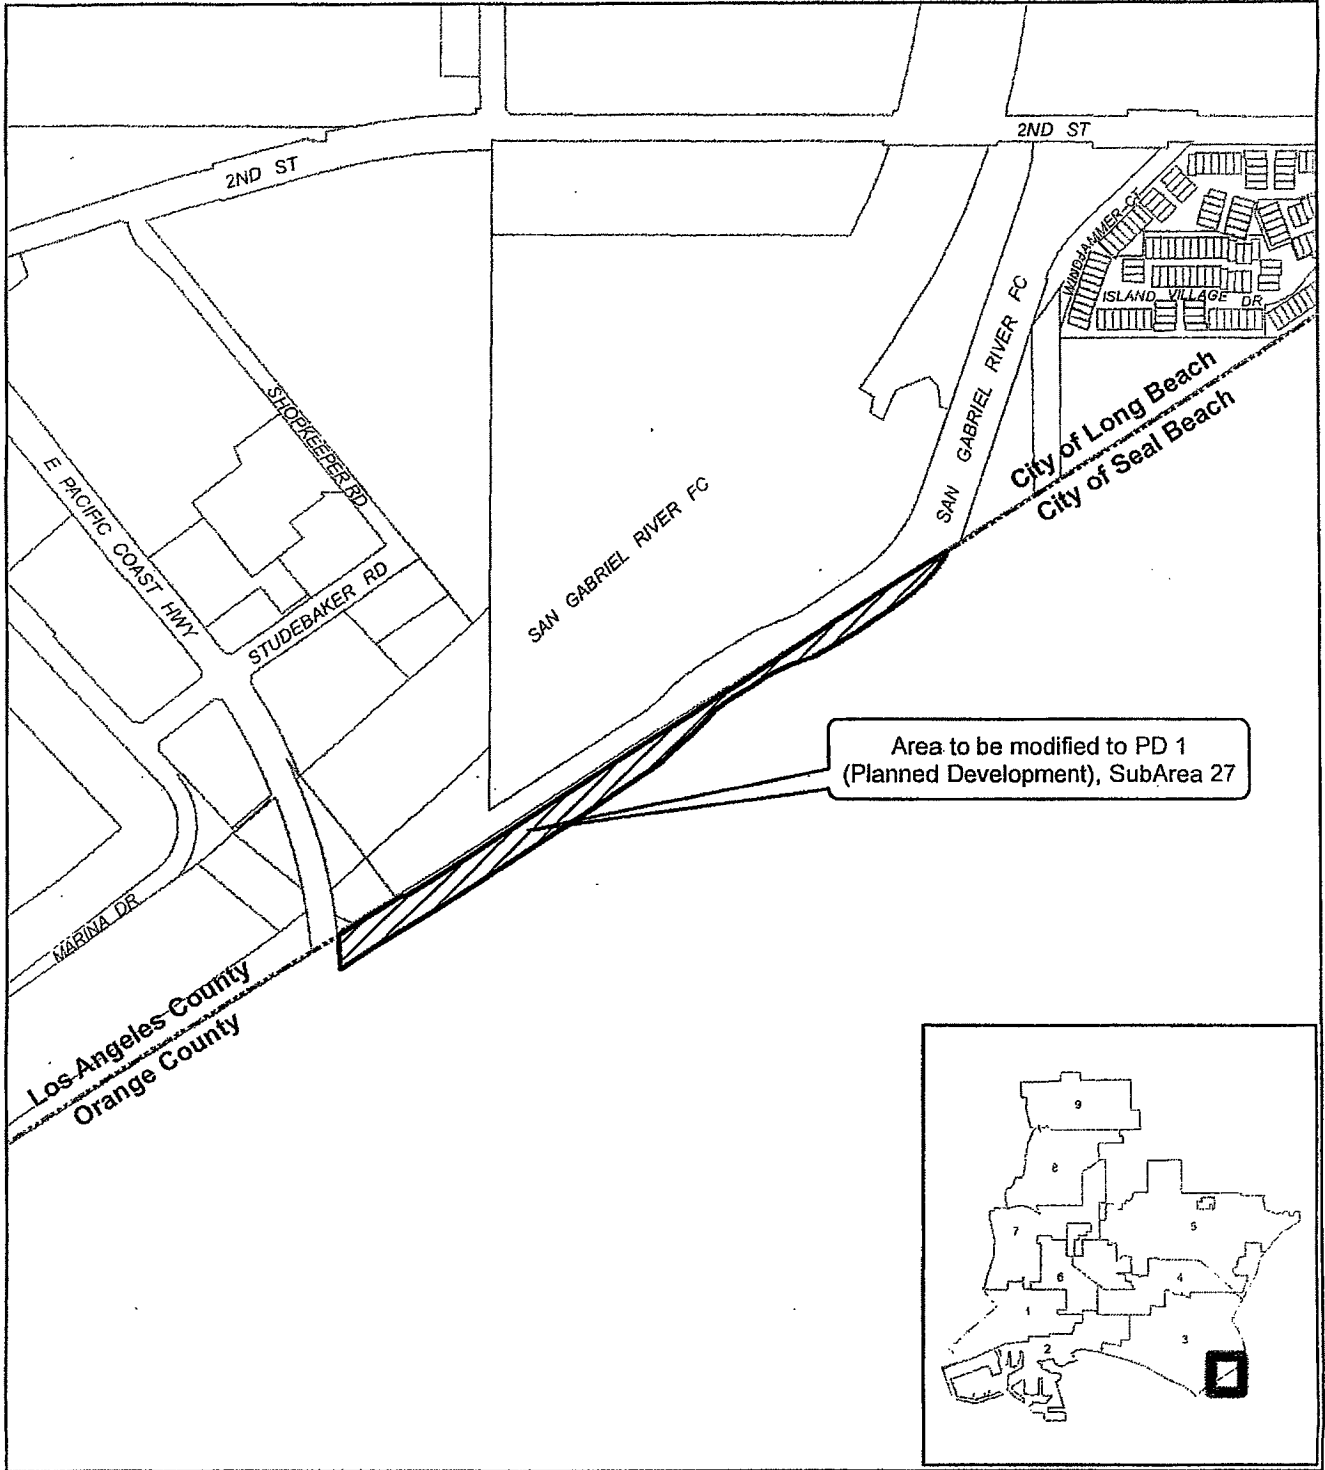 2ND ST
2ND ST
WINDJAMMER CT
ISLAND VILLAGE DR
SAN GABRIEL RIVER FC
City of Long Beach
City of Seal Beach
SHOPKEEPER RD
E PACIFIC COAST HWY
SAN GABRIEL RIVER FC
STUDEBAKER RD
Area to be modified to PD 1
(Planned Development), SubArea 27
MARINA DR
Los Angeles County
Orange County
9
8
7
5
6
4
1
3
2